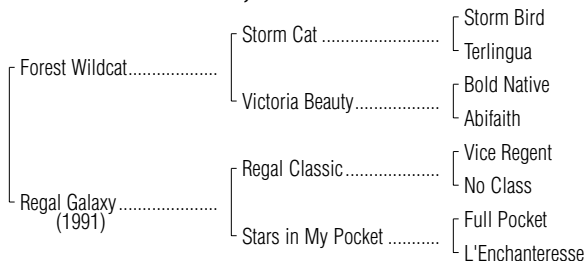 Storm Bird
Storm Cat ..............................
Terlingua
Forest Wildcat.....................
Bold Native
Victoria Beauty......................
Abifaith
Vice Regent
Regal Classic........................
No Class
Regal Galaxy .......................
(1991)
Full Pocket
Stars in My Pocket .............
L'Enchanteresse